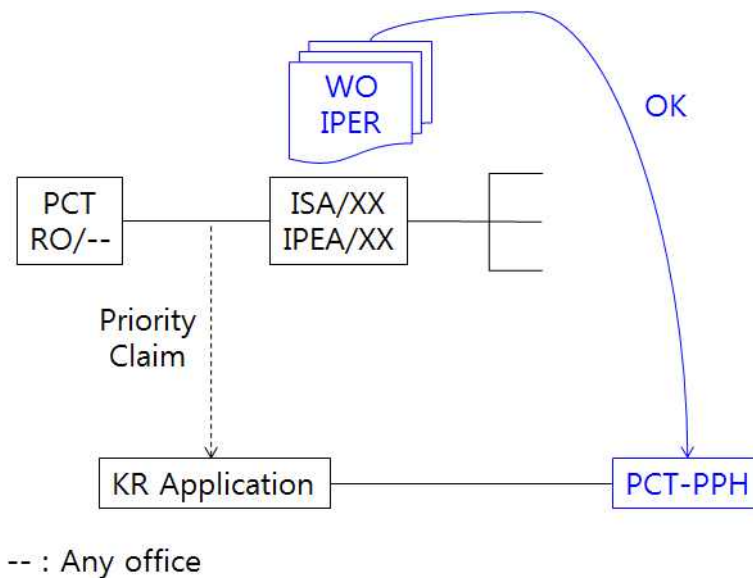 WO
IPER
OK
PCT
RO/--
ISA/XX
IPEA/XX
Priority
Claim
KR Application
PCT-PPH
-- : Any office